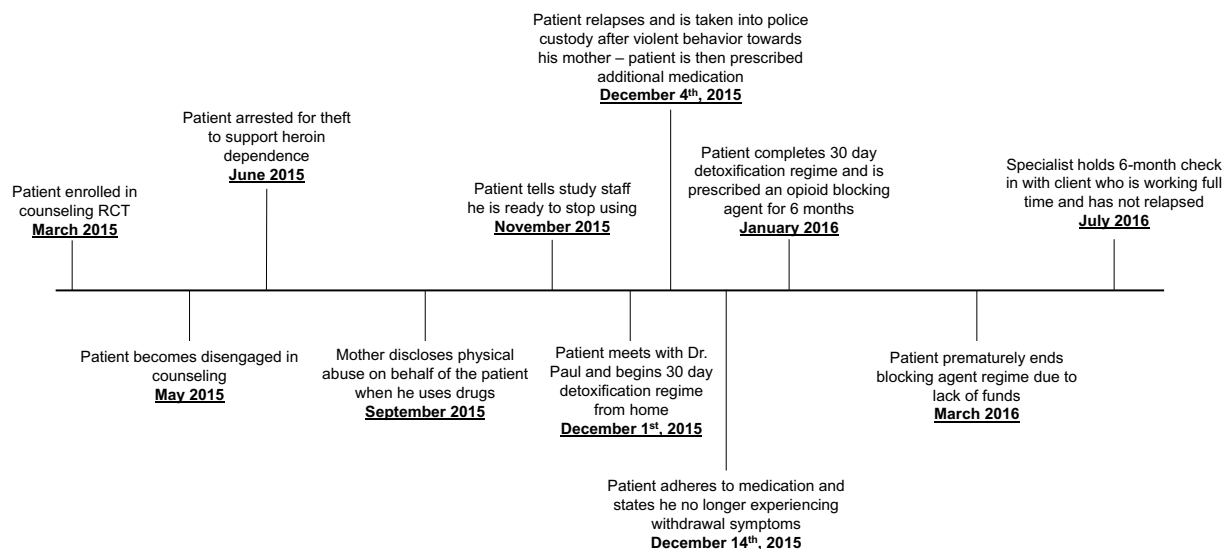 Patient enrolled in
counseling RCT
March 2015
Patient becomes disengaged in
counseling
May 2015
Patient arrested for theft
to support heroin
dependence
June 2015
Mother discloses physical
abuse on behalf of the patient
when he uses drugs
September 2015
Patient tells study staff
he is ready to stop using
November 2015
Patient meets with Dr.
Paul and begins 30 day
detoxification regime
from home
December 1st, 2015
Patient relapses and is taken into police
custody after violent behavior towards
his mother – patient is then prescribed
additional medication
December 4th, 2015
Patient adheres to medication and
states he no longer experiencing
withdrawal symptoms
December 14th, 2015
Patient completes 30 day
detoxification regime and is
prescribed an opioid blocking
agent for 6 months
January 2016
Patient prematurely ends
blocking agent regime due to
lack of funds
March 2016
Specialist holds 6-month check
in with client who is working full
time and has not relapsed
July 2016